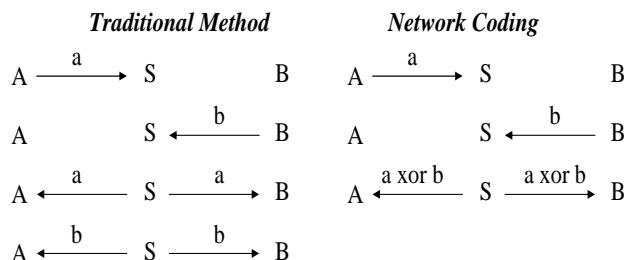 Traditional Method Network Coding
a a
A S B A S B
b b
A S B A S B
a a a xor b a xor b
A S B A S B
b b
A S B